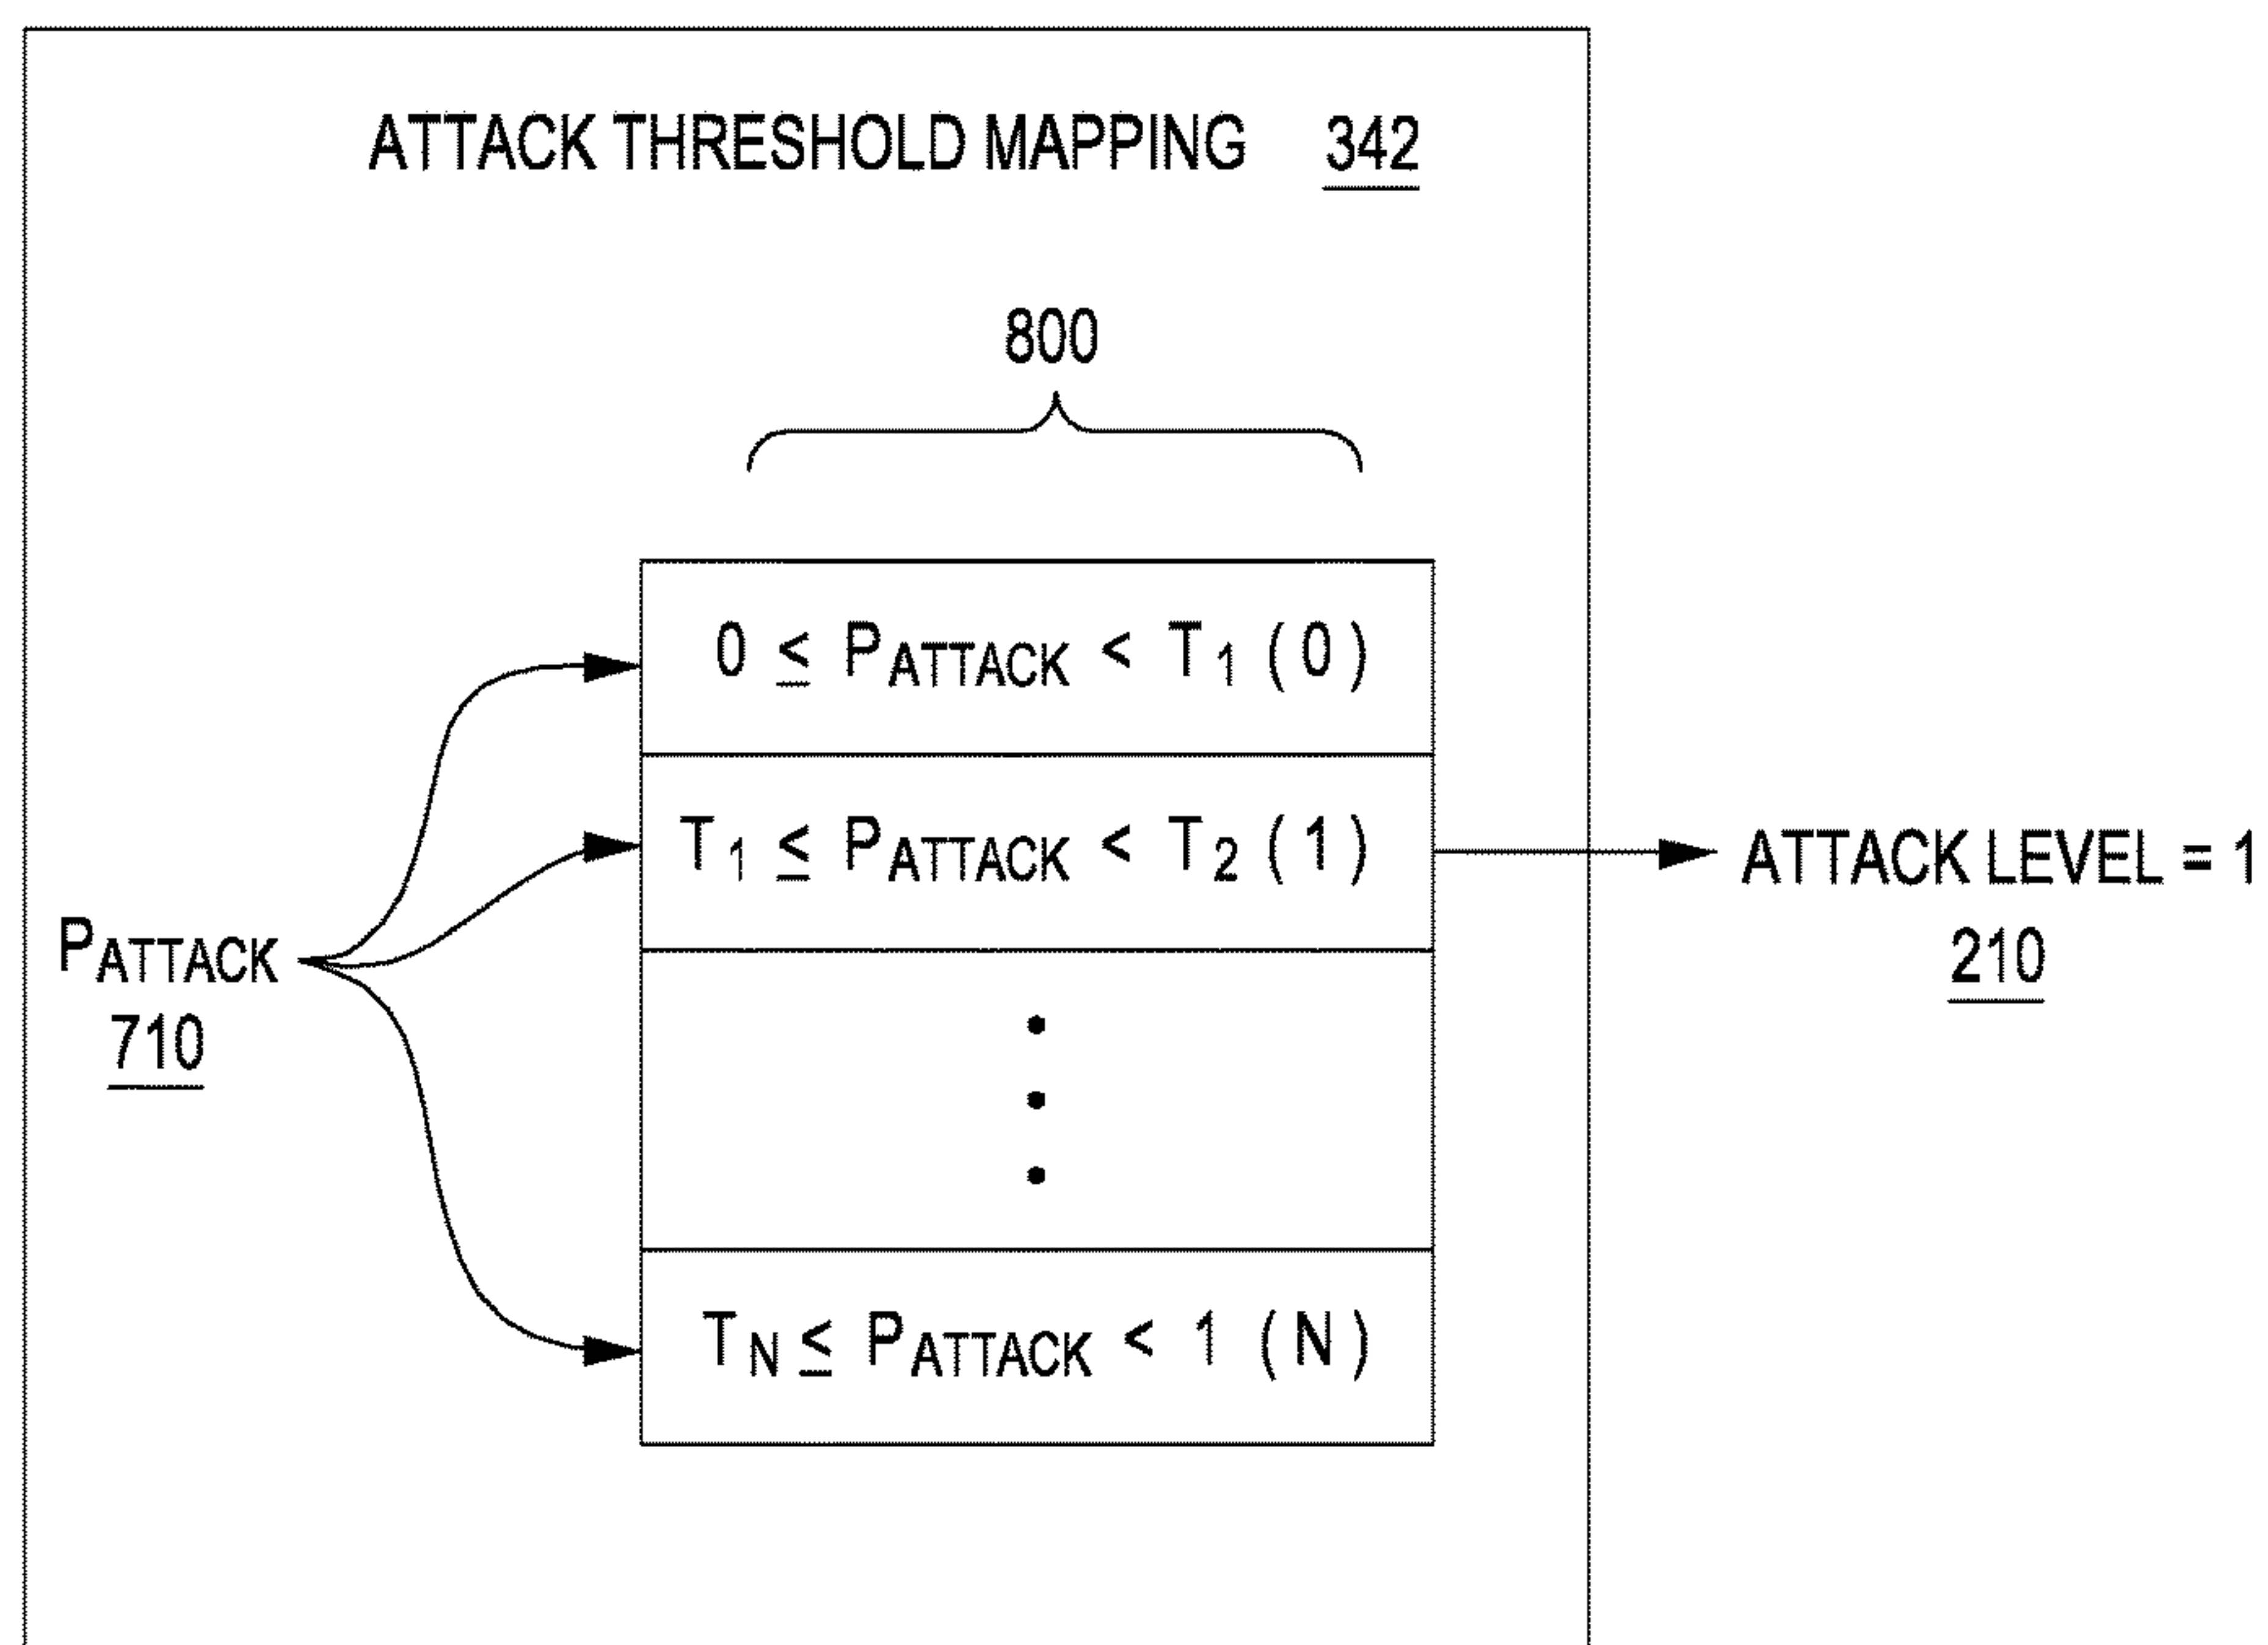 ATTACK THRESHOLD MAPPING 342
800
0 ≤ PATTACK < T1 (0)
T1 ≤ PATTACK < T2 (1)
ATTACK LEVEL = 1
210
PATTACK
710
TN ≤ PATTACK < 1 (N)